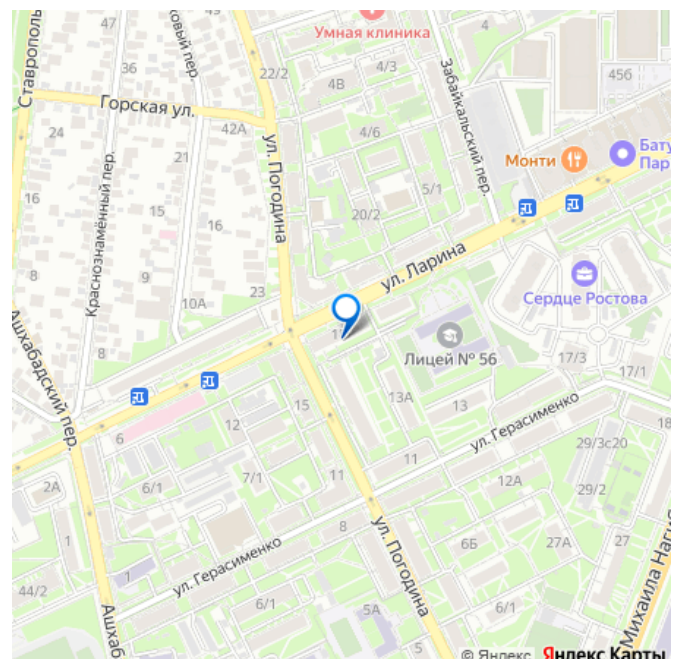 47
Умная клиника
4
Ставрополь
ковый пер.
36
22/2
4В
4/3
Забайкальский пер.
456
Горская ул.
24
42А
4/6
Монти
Бату
Пар
21
ул. Погодина
5/1
16
15
16
20/2
Краснознамённый пер.
8
9
ул. Ларина
10А
23
Сердце Ростова
Ашхабадский пер.
8
Лицей № 56
17/3
17/1
13А
13
ул. Герасименко
18
6
12
15
29/3с20
2А
6/1
7/1
11
11
12А
29/2
1
8
ул. Погодина
6Б
27А
27
1
ул. Герасименко
44/2
6/1
5А
6/1
Михаила Наги
Ашхаб
© Яндекс
Яндекс Карты